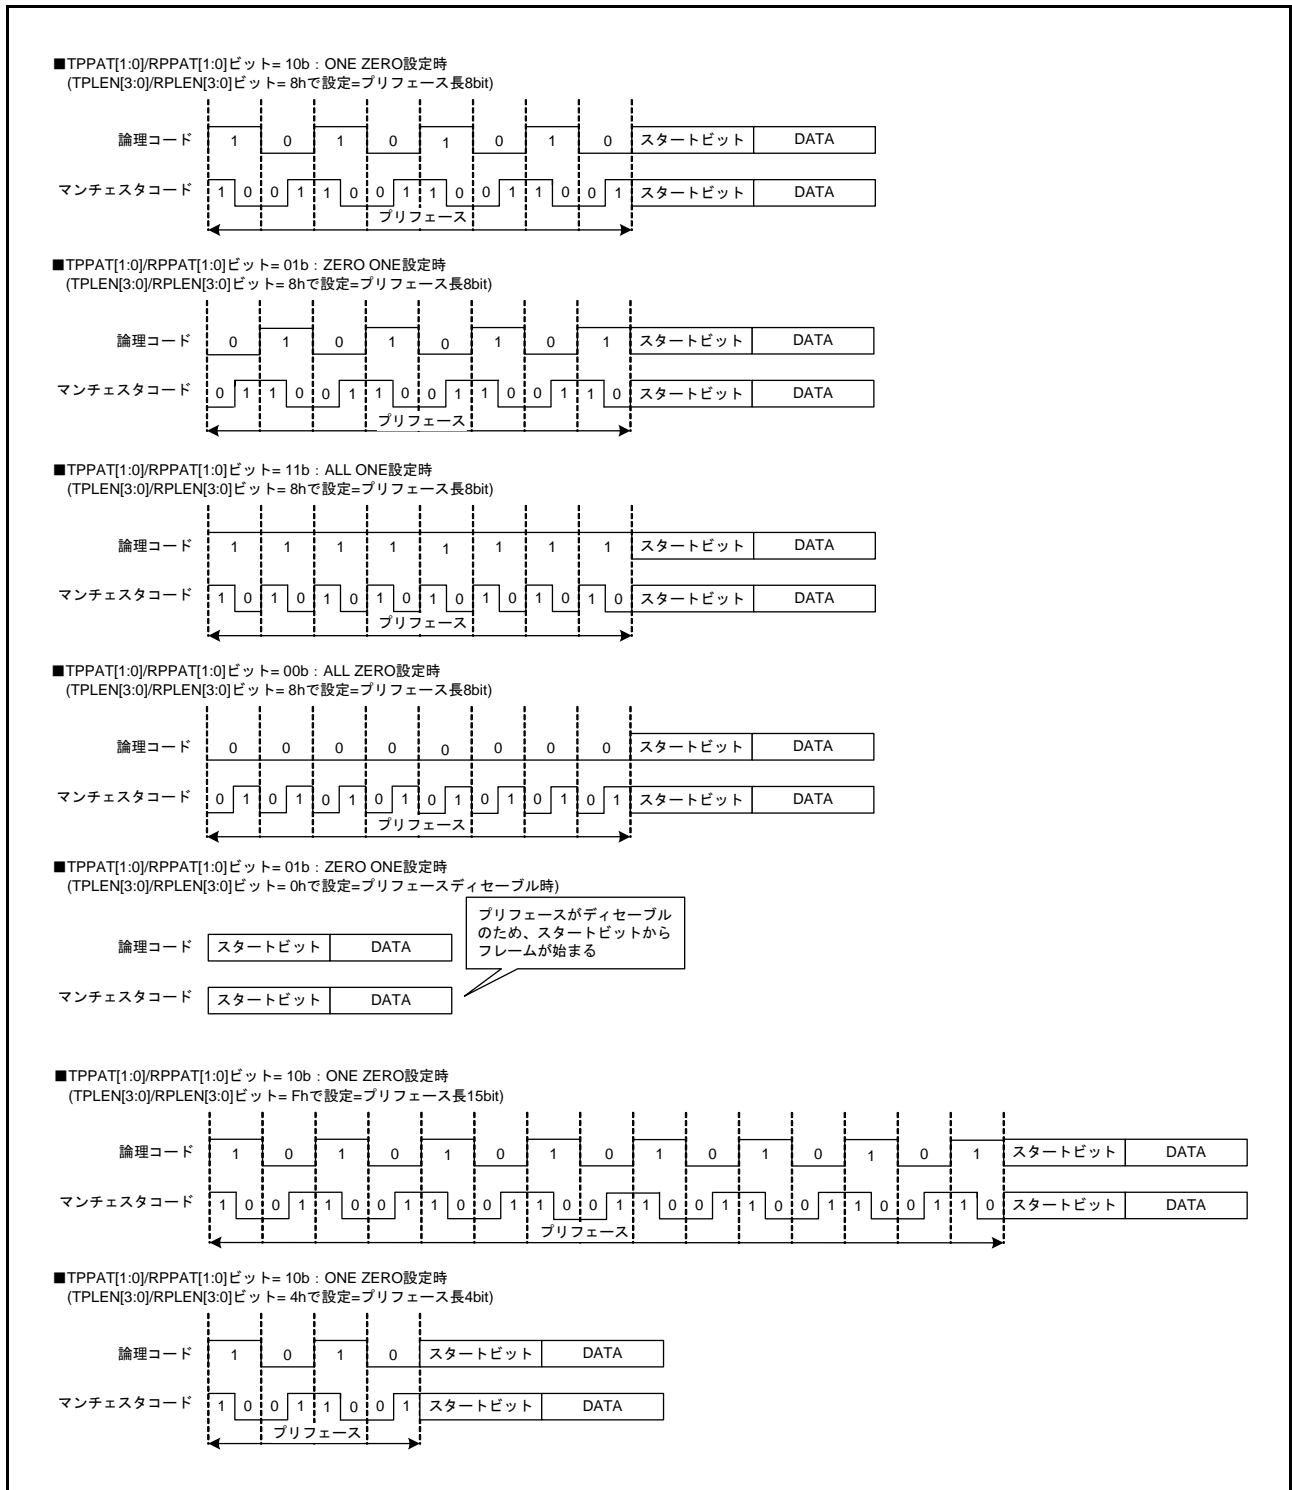 ■TPPAT[1:0]/RPPAT[1:0]ビット= 10b：ONE ZERO設定時
(TPLEN[3:0]/RPLEN[3:0]ビット= 8hで設定=プリフェース長8bit)
論理コード 1 0 1 0 1 0 1 0 スタートビット DATA
マンチェスタコード 1 0 0 1 1 0 0 1 1 0 0 1 1 0 0 1 スタートビット DATA
プリフェース
■TPPAT[1:0]/RPPAT[1:0]ビット= 01b：ZERO ONE設定時
(TPLEN[3:0]/RPLEN[3:0]ビット= 8hで設定=プリフェース長8bit)
論理コード 0 1 0 1 0 1 0 1 スタートビット DATA
マンチェスタコード 0 1 1 0 0 1 1 0 0 1 1 0 0 1 1 0 スタートビット DATA
プリフェース
■TPPAT[1:0]/RPPAT[1:0]ビット= 11b：ALL ONE設定時
(TPLEN[3:0]/RPLEN[3:0]ビット= 8hで設定=プリフェース長8bit)
論理コード 1 1 1 1 1 1 1 1 スタートビット DATA
マンチェスタコード 1 0 1 0 1 0 1 0 1 0 1 0 1 0 1 0 スタートビット DATA
プリフェース
■TPPAT[1:0]/RPPAT[1:0]ビット= 00b：ALL ZERO設定時
(TPLEN[3:0]/RPLEN[3:0]ビット= 8hで設定=プリフェース長8bit)
論理コード 0 0 0 0 0 0 0 0 スタートビット DATA
マンチェスタコード 0 1 0 1 0 1 0 1 0 1 0 1 0 1 0 1 スタートビット DATA
プリフェース
■TPPAT[1:0]/RPPAT[1:0]ビット= 01b：ZERO ONE設定時
(TPLEN[3:0]/RPLEN[3:0]ビット= 0hで設定=プリフェースディセーブル時)
プリフェースがディセーブル
のため、スタートビットから
フレームが始まる
論理コード スタートビット DATA
マンチェスタコード スタートビット DATA
■TPPAT[1:0]/RPPAT[1:0]ビット= 10b：ONE ZERO設定時
(TPLEN[3:0]/RPLEN[3:0]ビット= Fhで設定=プリフェース長15bit)
論理コード 1 0 1 0 1 0 1 0 1 0 1 0 1 0 1 スタートビット DATA
マンチェスタコード 1 0 0 1 1 0 0 1 1 0 0 1 1 0 0 1 1 0 0 1 1 0 0 1 1 0 0 1 1 0 スタートビット DATA
プリフェース
■TPPAT[1:0]/RPPAT[1:0]ビット= 10b：ONE ZERO設定時
(TPLEN[3:0]/RPLEN[3:0]ビット= 4hで設定=プリフェース長4bit)
論理コード 1 0 1 0 スタートビット DATA
マンチェスタコード 1 0 0 1 1 0 0 1 スタートビット DATA
プリフェース